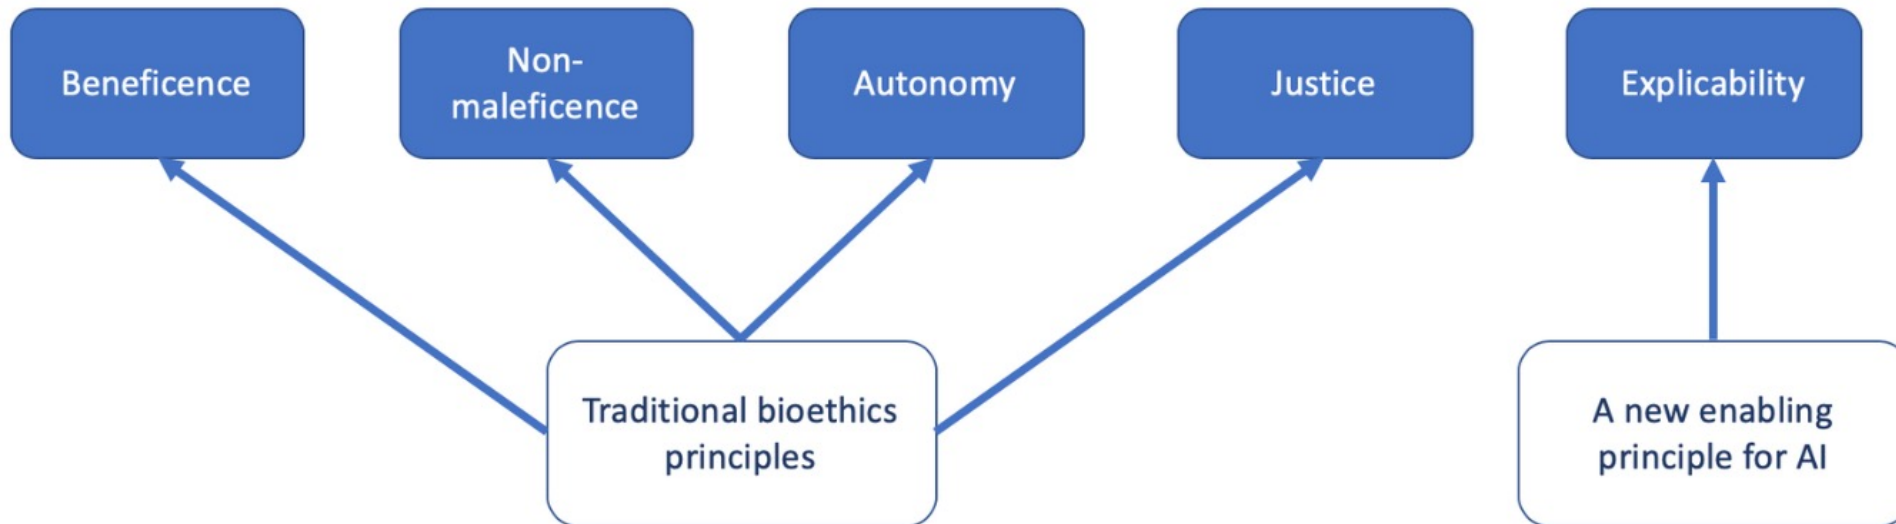 Beneficence
Non-
maleficence
Autonomy
Justice
Explicability
Traditional bioethics
principles
A new enabling
principle for AI